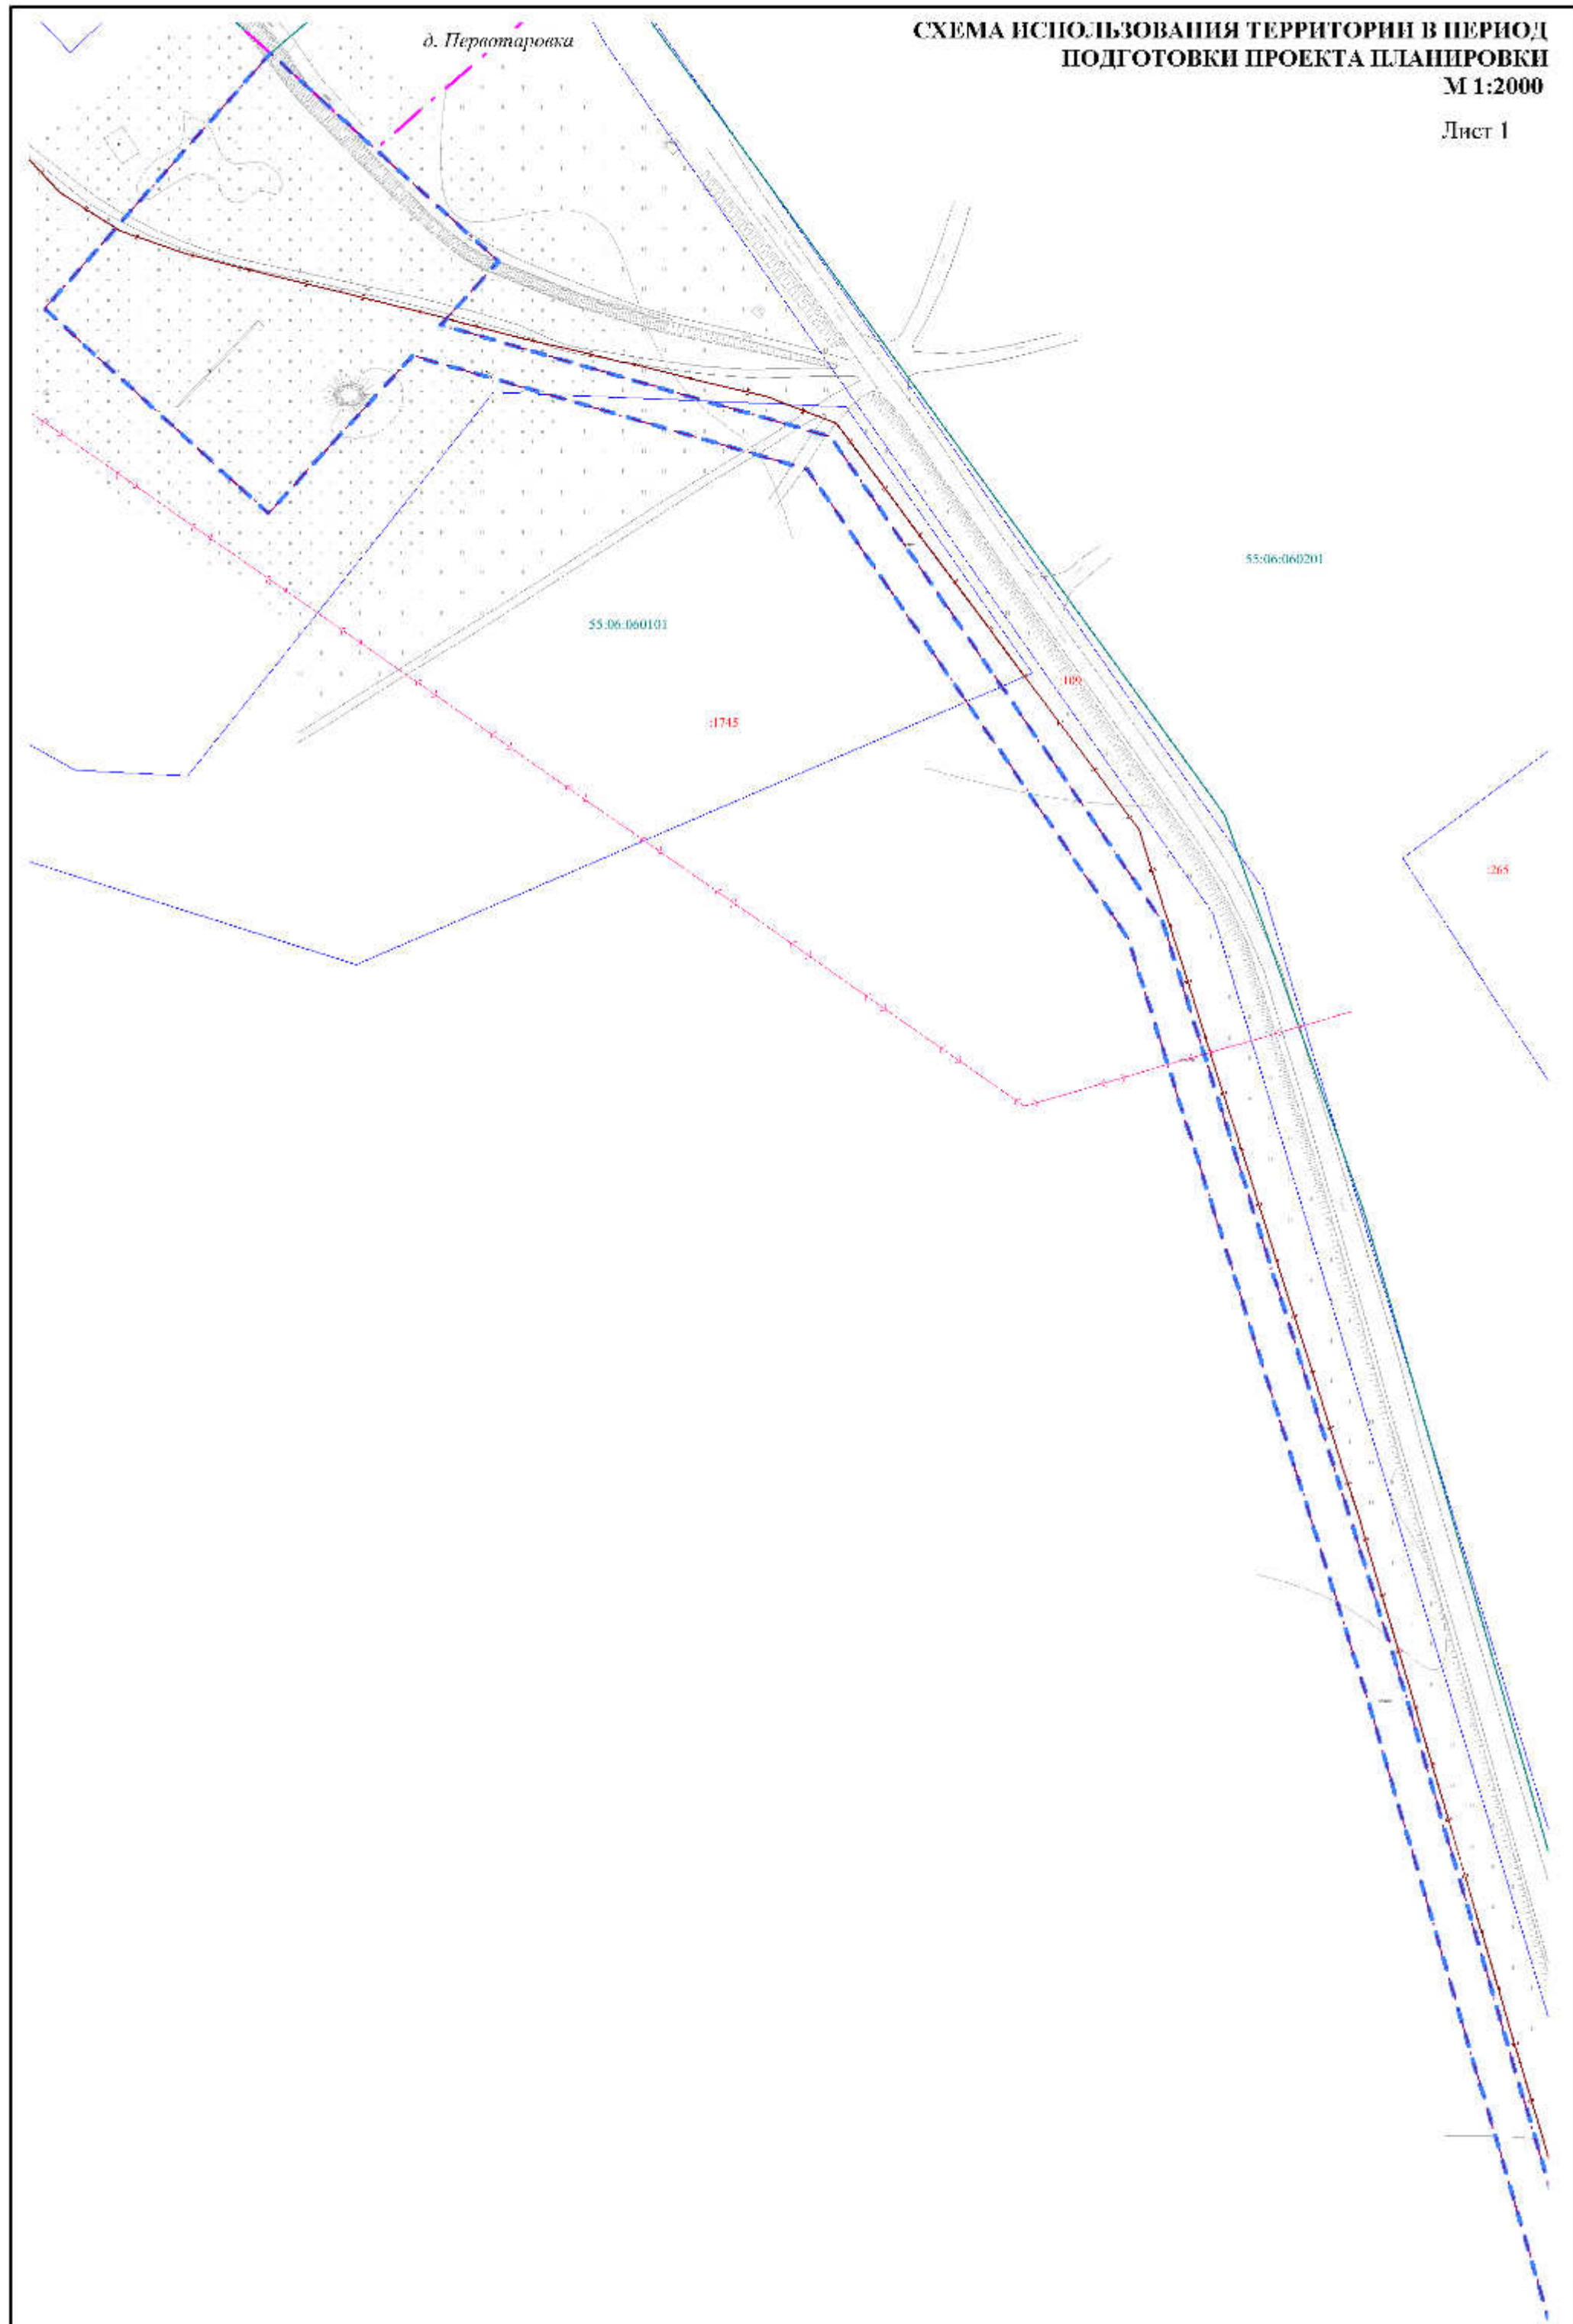 СХЕМА ИСПОЛЬЗОВАНИЯ ТЕРРИТОРИИ В ПЕРИОД
ПОДГОТОВКИ ПРОЕКТА ПЛАНИРОВКИ
М 1:2000
Лист 1
д. Первотаровка
55:06:060201
55:06:060101
:109
:1745
:265